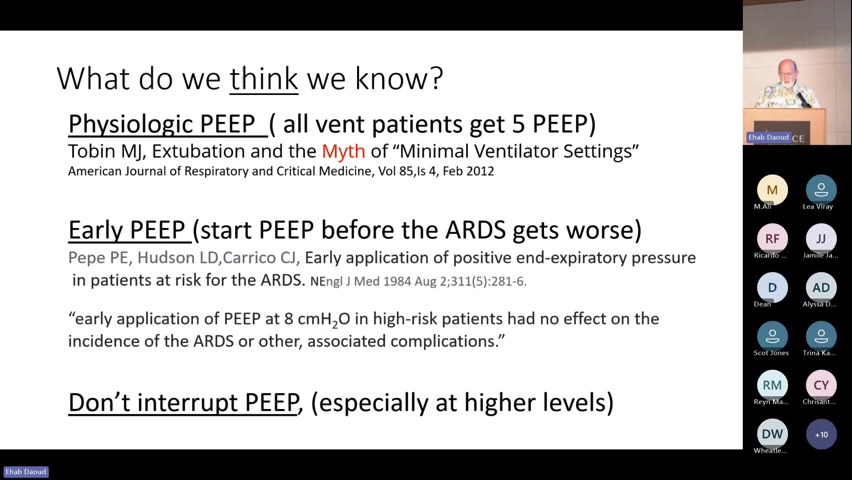 What do we think we know?
Physiologic PEEP ( all vent patients get 5 PEEP)
Tobin MJ, Extubation and the Myth of “Minimal Ventilator Settings”
American Journal of Respiratory and Critical Medicine, Vol 85,Is 4, Feb 2012
Early PEEP (start PEEP before the ARDS gets worse)
Pepe PE, Hudson LD,Carrico CJ, Early application of positive end-expiratory pressure
in patients at risk for the ARDS. NEngl J Med 1984 Aug 2;311(5):281-6.
“early application of PEEP at 8 cmH2O in high-risk patients had no effect on the
incidence of the ARDS or other, associated complications.”
Don’t interrupt PEEP, (especially at higher levels)
Ehab Daoud
CE
M
M.Ali
Lea Viray
RF
Ricardo ...
JJ
Jamile Ja...
D
Dean
AD
Alyssa D...
Scot Jones
Trina Ka...
RM
Reyn Ma...
CY
Chrisant...
DW
Wheatle...
+10
Ehab Daoud